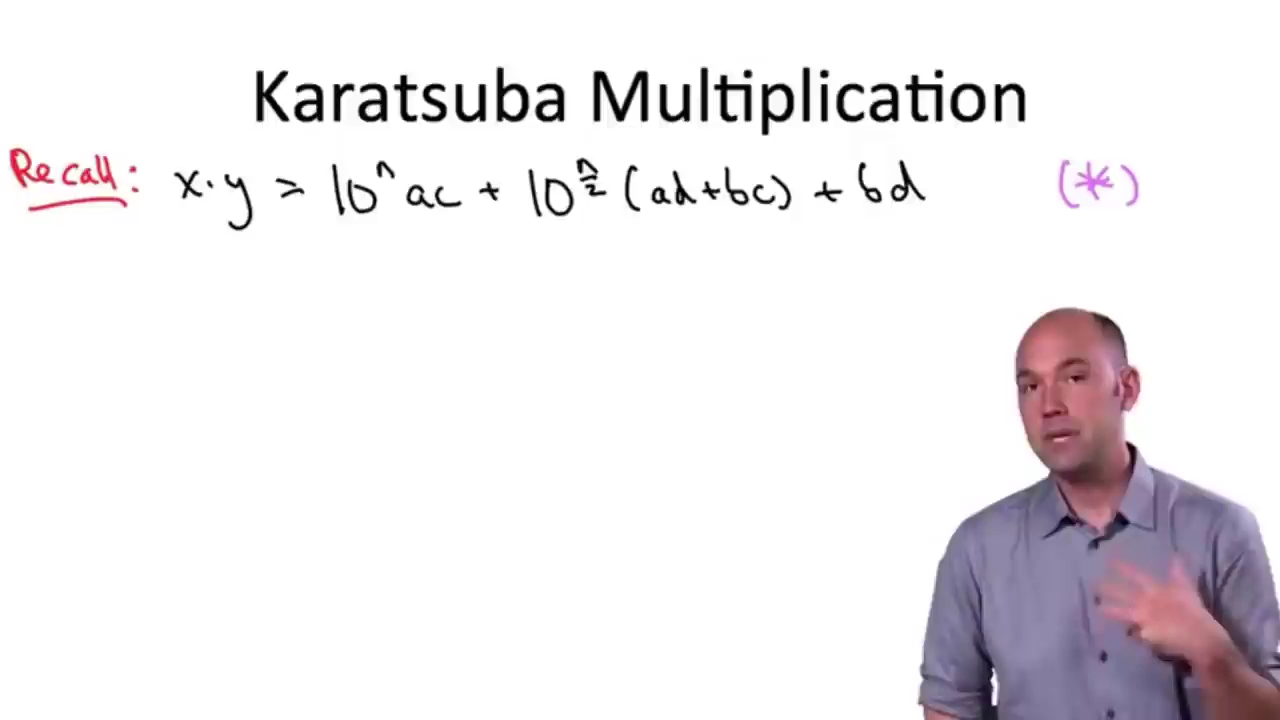 Karatsuba Multiplication
Recall: x·y = 10^n ac + 10^(n/2) (ad+bc) + bd (*)